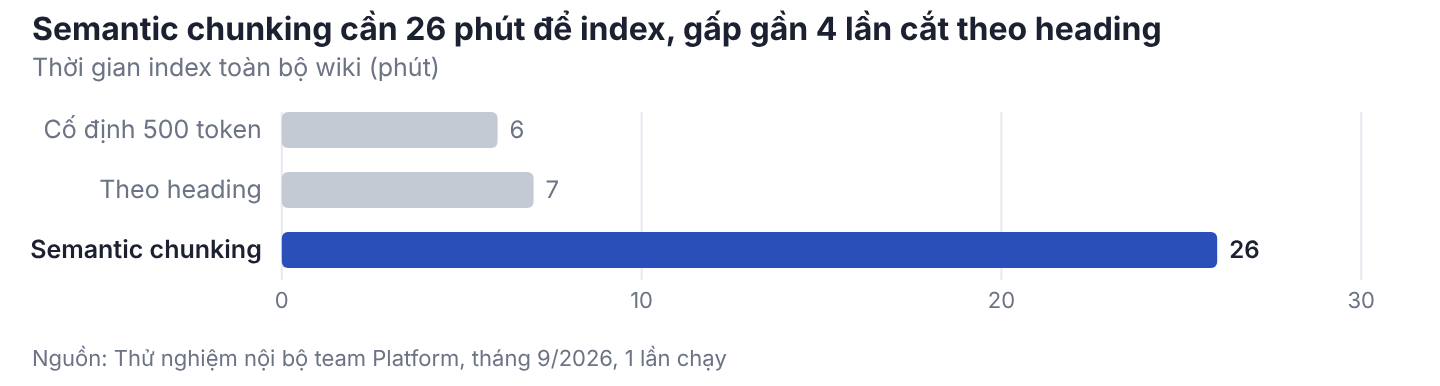 Semantic chunking cần 26 phút để index, gấp gần 4 lần cắt theo heading
Thời gian index toàn bộ wiki (phút)
Cố định 500 token 6
Theo heading 7
Semantic chunking 26
0 10 20 30
Nguồn: Thử nghiệm nội bộ team Platform, tháng 9/2026, 1 lần chạy